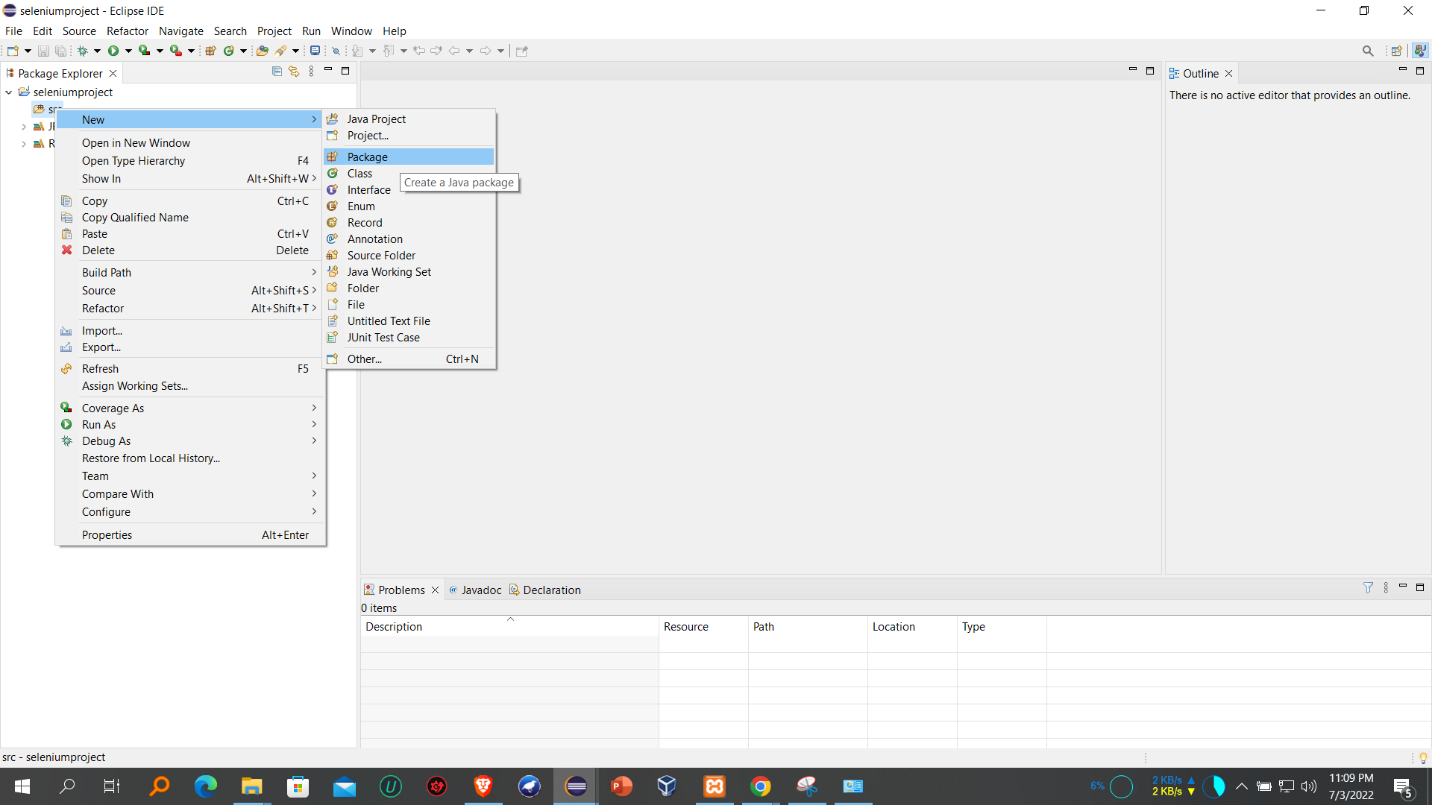 seleniumproject - Eclipse IDE
File Edit Source Refactor Navigate Search Project Run Window Help
Package Explorer
Outline
seleniumproject
There is no active editor that provides an outline.
New
Open in New Window
Open Type Hierarchy F4
Show In Alt+Shift+W
Copy Ctrl+C
Copy Qualified Name
Paste Ctrl+V
Delete Delete
Build Path
Source Alt+Shift+S
Refactor Alt+Shift+T
Import...
Export...
Refresh F5
Assign Working Sets...
Coverage As
Run As
Debug As
Restore from Local History...
Team
Compare With
Configure
Properties Alt+Enter
Java Project
Project...
Package
Class
Create a Java package
Interface
Enum
Record
Annotation
Source Folder
Java Working Set
Folder
File
Untitled Text File
JUnit Test Case
Other... Ctrl+N
Problems Javadoc Declaration
0 items
Description Resource Path Location Type
src - seleniumproject
6%
2 KB/s
2 KB/s
11:09 PM
7/3/2022
5